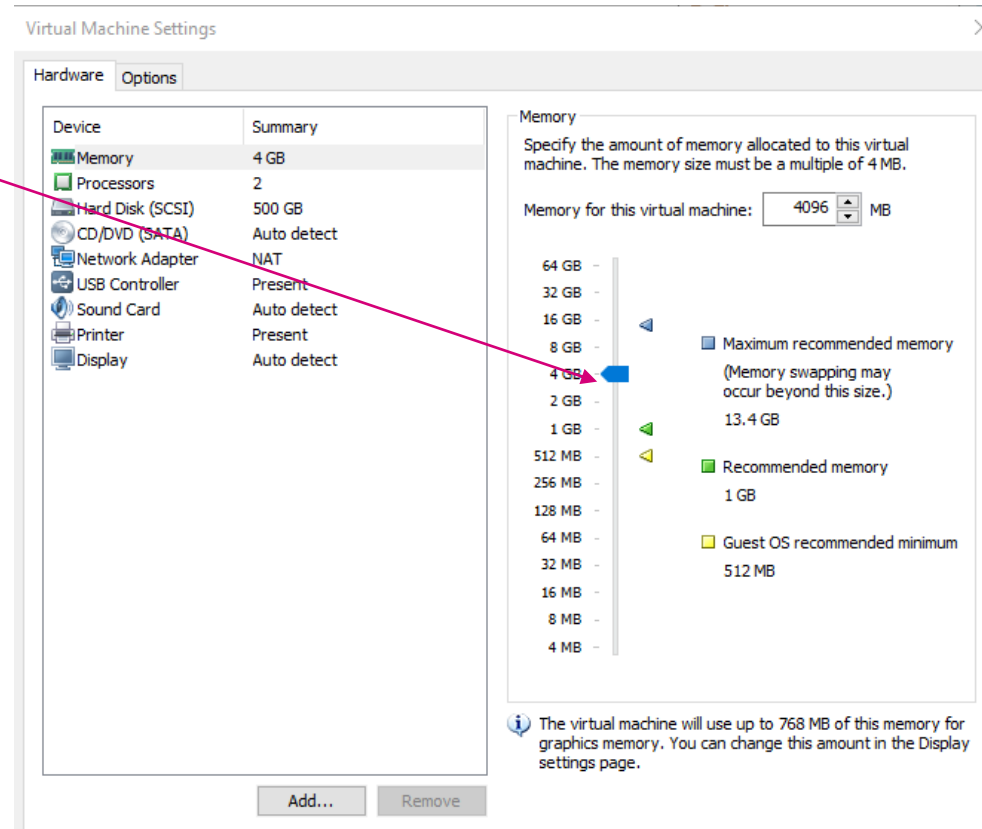 Virtual Machine Settings
Hardware Options
Device Summary
Memory 4 GB
Processors 2
Hard Disk (SCSI) 500 GB
CD/DVD (SATA) Auto detect
Network Adapter NAT
USB Controller Present
Sound Card Auto detect
Printer Present
Display Auto detect
Add... Remove
Memory
Specify the amount of memory allocated to this virtual
machine. The memory size must be a multiple of 4 MB.
Memory for this virtual machine: 4096 MB
64 GB
32 GB
16 GB
8 GB
4 GB
2 GB
1 GB
512 MB
256 MB
128 MB
64 MB
32 MB
16 MB
8 MB
4 MB
Maximum recommended memory
(Memory swapping may
occur beyond this size.)
13.4 GB
Recommended memory
1 GB
Guest OS recommended minimum
512 MB
The virtual machine will use up to 768 MB of this memory for
graphics memory. You can change this amount in the Display
settings page.